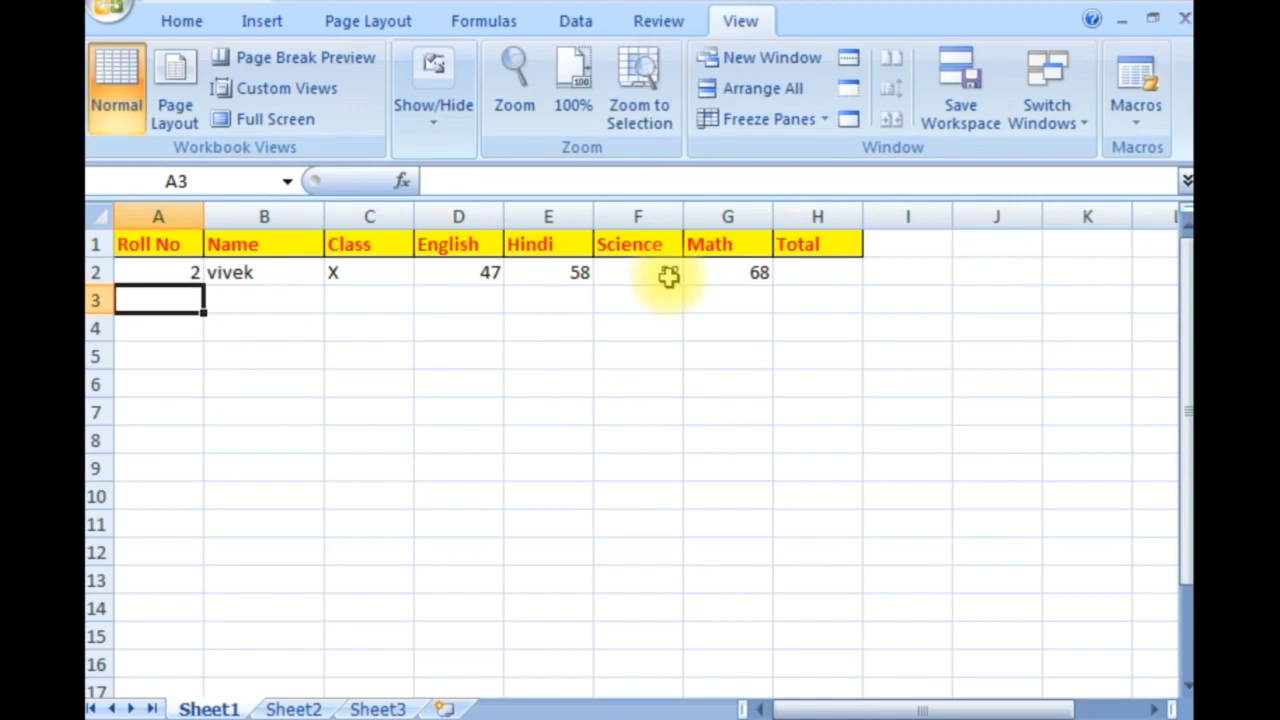 Home Insert Page Layout Formulas Data Review View
Normal
Page Layout
Page Break Preview
Custom Views
Full Screen
Workbook Views
Show/Hide
Zoom
100%
Zoom to Selection
Zoom
New Window
Arrange All
Freeze Panes
Save Workspace
Switch Windows
Window
Macros
Macros
A3 fx
A B C D E F G H I J K
1 Roll No Name Class English Hindi Science Math Total
2 2 vivek X 47 58 68
3
4
5
6
7
8
9
10
11
12
13
14
15
16
17
Sheet1 Sheet2 Sheet3